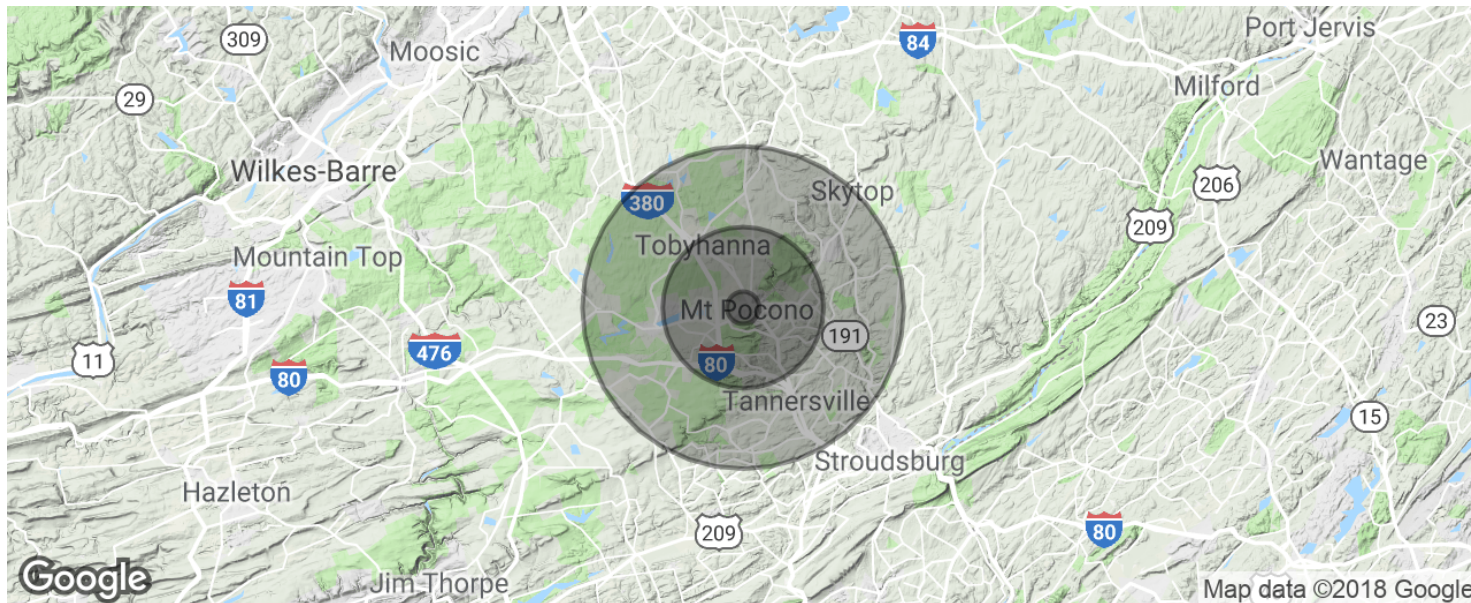 309
Moosic
84
Port Jervis
Milford
29
Wilkes-Barre
Wantage
206
Skytop
380
209
Tobyhanna
Mountain Top
81
Mt Pocono
191
23
11
476
80
80
Tannersville
15
Stroudsburg
Hazleton
209
80
Jim Thorpe
Google
Map data ©2018 Google